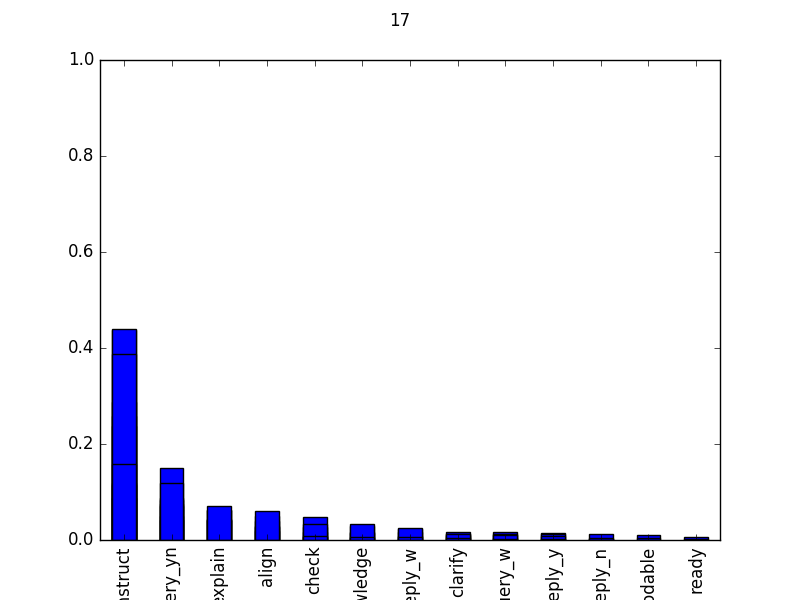 17
1.0
0.8
0.6
0.4
0.2
0.0
nstruct
ery_yn
explain
align
check
wledge
eply_w
clarify
uery_w
eply_y
eply_n
odable
ready